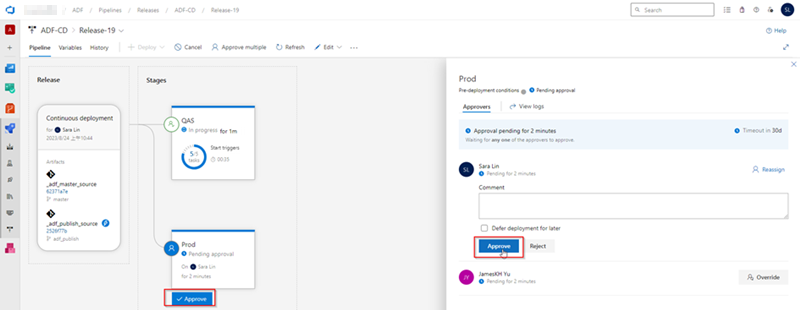 ADF / Pipelines / Releases / ADF-CD / Release-19
Search
SL
A
ADF-CD > Release-19
Help
Pipeline
Variables
History
+ Deploy
Cancel
Approve multiple
Refresh
Edit
Release
Stages
Continuous deployment
for Sara Lin
2023/8/24 上午10:44
Artifacts
_adf_master_source
62371a7e
master
_adf_publish_source
adf_publish
QAS
In progress for 1m
5/5
tasks
Start triggers
00:33
Prod
Pending approval
On Sara Lin
for 2 minutes
Approve
Prod
Pre-deployment conditions
Pending approval
Approvers
View logs
Approval pending for 2 minutes
Timeout in 30d
Waiting for any one of the approvers to approve.
SL
Sara Lin
Pending for 2 minutes
Reassign
Comment
Defer deployment for later
Approve
Reject
JY
JamesKH Yu
Pending for 2 minutes
Override